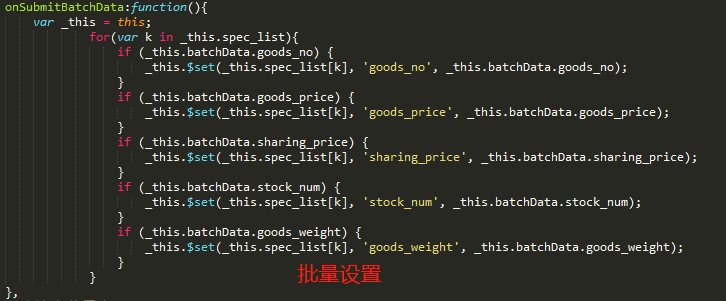 onSubmitBatchData:function(){
    var _this = this;
            for(var k in _this.spec_list){
                if (_this.batchData.goods_no) {
                    _this.$set(_this.spec_list[k], 'goods_no', _this.batchData.goods_no);
                }
                if (_this.batchData.goods_price) {
                    _this.$set(_this.spec_list[k], 'goods_price', _this.batchData.goods_price);
                }
                if (_this.batchData.sharing_price) {
                    _this.$set(_this.spec_list[k], 'sharing_price', _this.batchData.sharing_price);
                }
                if (_this.batchData.stock_num) {
                    _this.$set(_this.spec_list[k], 'stock_num', _this.batchData.stock_num);
                }
                if (_this.batchData.goods_weight) {
                    _this.$set(_this.spec_list[k], 'goods_weight', _this.batchData.goods_weight);
                }
            }
批量设置
},